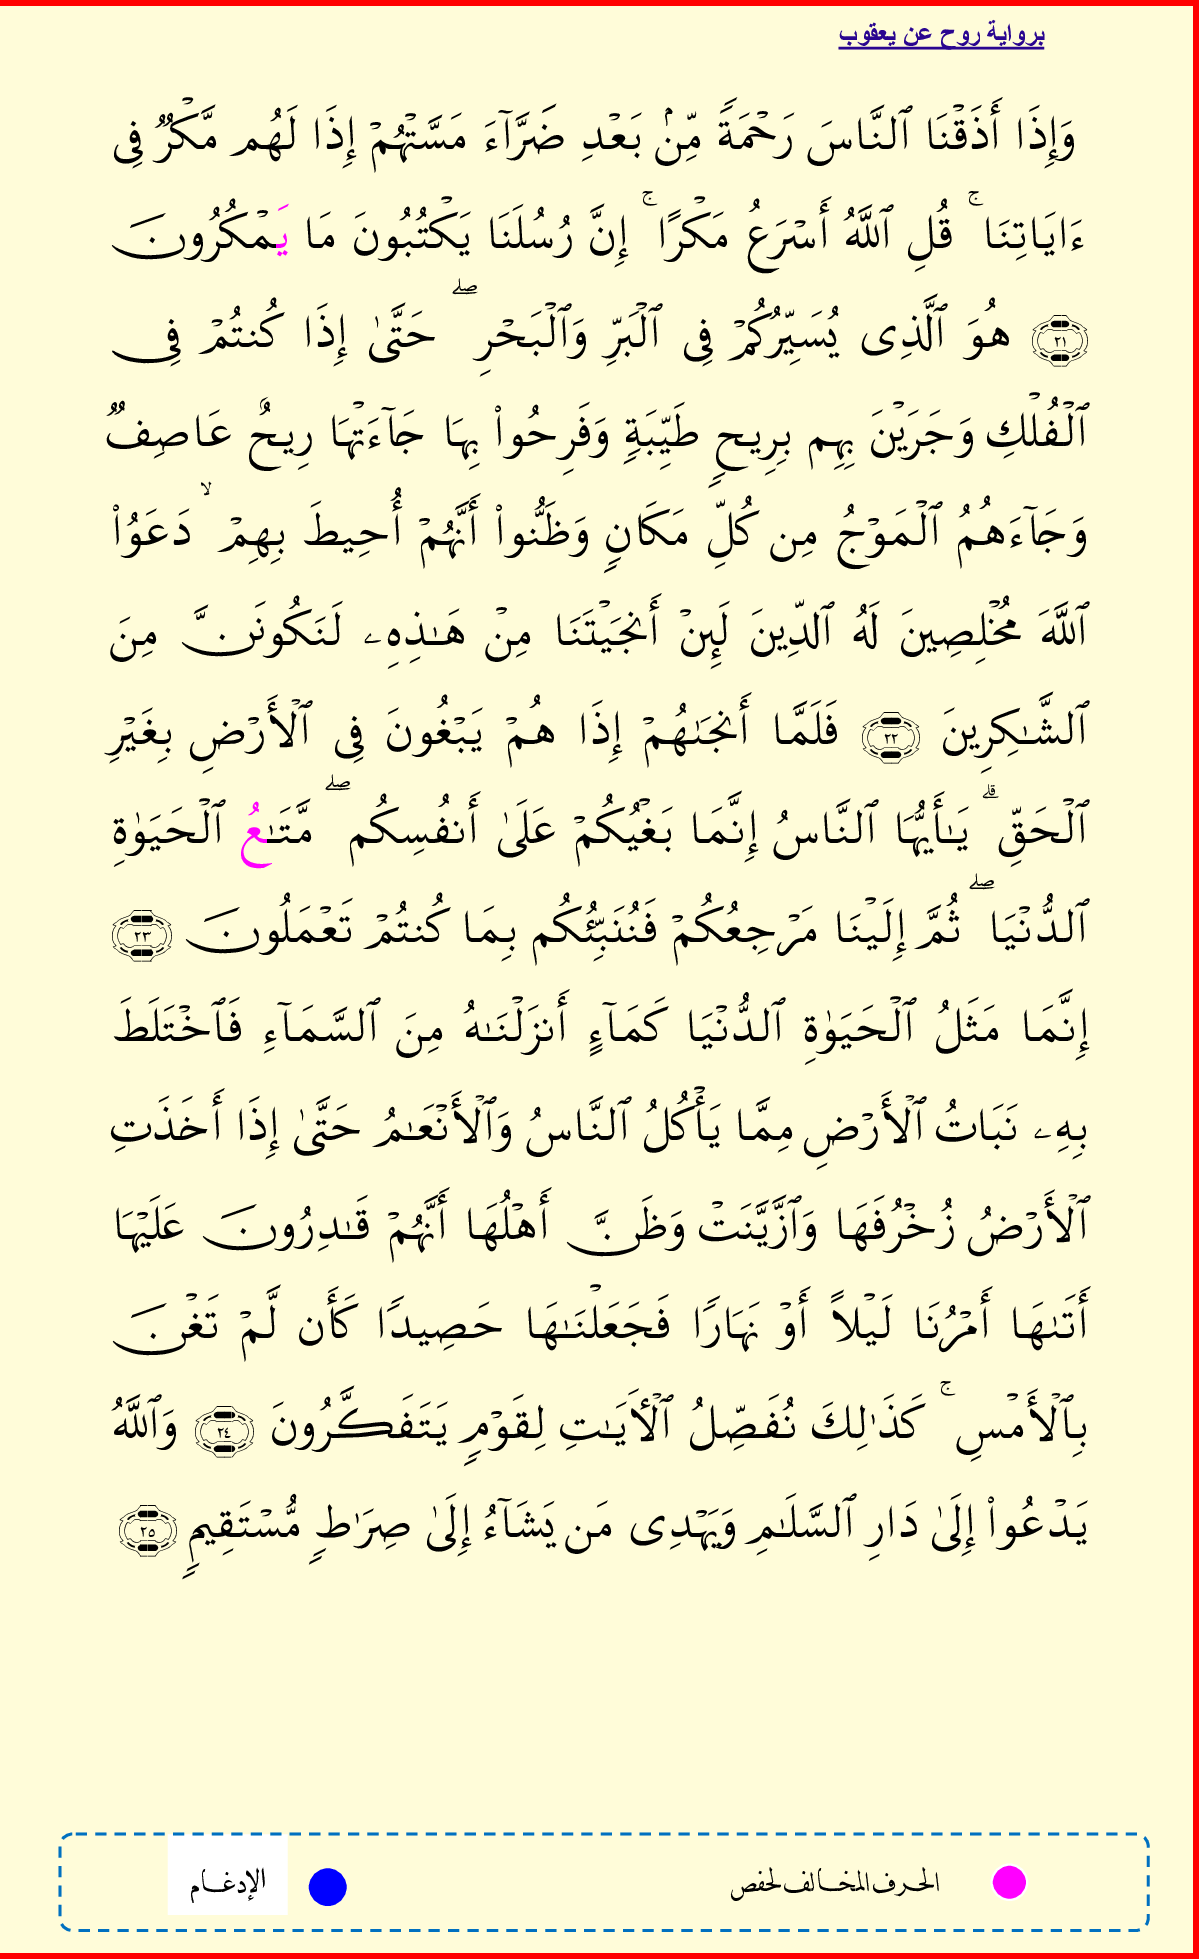 برواية روح عن يعقوب
وَإِذَا أَذَقْنَا ٱلنَّاسَ رَحْمَةً مِّنۢ بَعْدِ ضَرَّآءَ مَسَّتْهُمْ إِذَا لَهُم مَّكْرٌ فِى
ءَايَاتِنَا ۚ قُلِ ٱللَّهُ أَسْرَعُ مَكْرًا ۚ إِنَّ رُسُلَنَا يَكْتُبُونَ مَا يَمْكُرُونَ
٢١ هُوَ ٱلَّذِى يُسَيِّرُكُمْ فِى ٱلْبَرِّ وَٱلْبَحْرِ ۖ حَتَّىٰ إِذَا كُنتُمْ فِى
ٱلْفُلْكِ وَجَرَيْنَ بِهِم بِرِيحٍ طَيِّبَةٍ وَفَرِحُوا۟ بِهَا جَآءَتْهَا رِيحٌ عَاصِفٌ
وَجَآءَهُمُ ٱلْمَوْجُ مِن كُلِّ مَكَانٍ وَظَنُّوا۟ أَنَّهُمْ أُحِيطَ بِهِمْ ۙ دَعَوُا۟
ٱللَّهَ مُخْلِصِينَ لَهُ ٱلدِّينَ لَئِنْ أَنجَيْتَنَا مِنْ هَـٰذِهِۦ لَنَكُونَنَّ مِنَ
ٱلشَّـٰكِرِينَ ٢٢ فَلَمَّا أَنجَىٰهُمْ إِذَا هُمْ يَبْغُونَ فِى ٱلْأَرْضِ بِغَيْرِ
ٱلْحَقِّ ۗ يَـٰأَيُّهَا ٱلنَّاسُ إِنَّمَا بَغْيُكُمْ عَلَىٰ أَنفُسِكُم ۖ مَّتَـٰعُ ٱلْحَيَوٰةِ
ٱلدُّنْيَا ۖ ثُمَّ إِلَيْنَا مَرْجِعُكُمْ فَنُنَبِّئُكُم بِمَا كُنتُمْ تَعْمَلُونَ ٢٣
إِنَّمَا مَثَلُ ٱلْحَيَوٰةِ ٱلدُّنْيَا كَمَآءٍ أَنزَلْنَـٰهُ مِنَ ٱلسَّمَآءِ فَٱخْتَلَطَ
بِهِۦ نَبَاتُ ٱلْأَرْضِ مِمَّا يَأْكُلُ ٱلنَّاسُ وَٱلْأَنْعَـٰمُ حَتَّىٰ إِذَا أَخَذَتِ
ٱلْأَرْضُ زُخْرُفَهَا وَٱزَّيَّنَتْ وَظَنَّ أَهْلُهَا أَنَّهُمْ قَـٰدِرُونَ عَلَيْهَا
أَتَىٰهَا أَمْرُنَا لَيْلًا أَوْ نَهَارًا فَجَعَلْنَـٰهَا حَصِيدًا كَأَن لَّمْ تَغْنَ
بِٱلْأَمْسِ ۚ كَذَٰلِكَ نُفَصِّلُ ٱلْأَيَـٰتِ لِقَوْمٍ يَتَفَكَّرُونَ ٢٤ وَٱللَّهُ
يَدْعُوا۟ إِلَىٰ دَارِ ٱلسَّلَـٰمِ وَيَهْدِى مَن يَشَآءُ إِلَىٰ صِرَٰطٍ مُّسْتَقِيمٍ ٢٥
الحرف المخالف لحفص
الإدغام